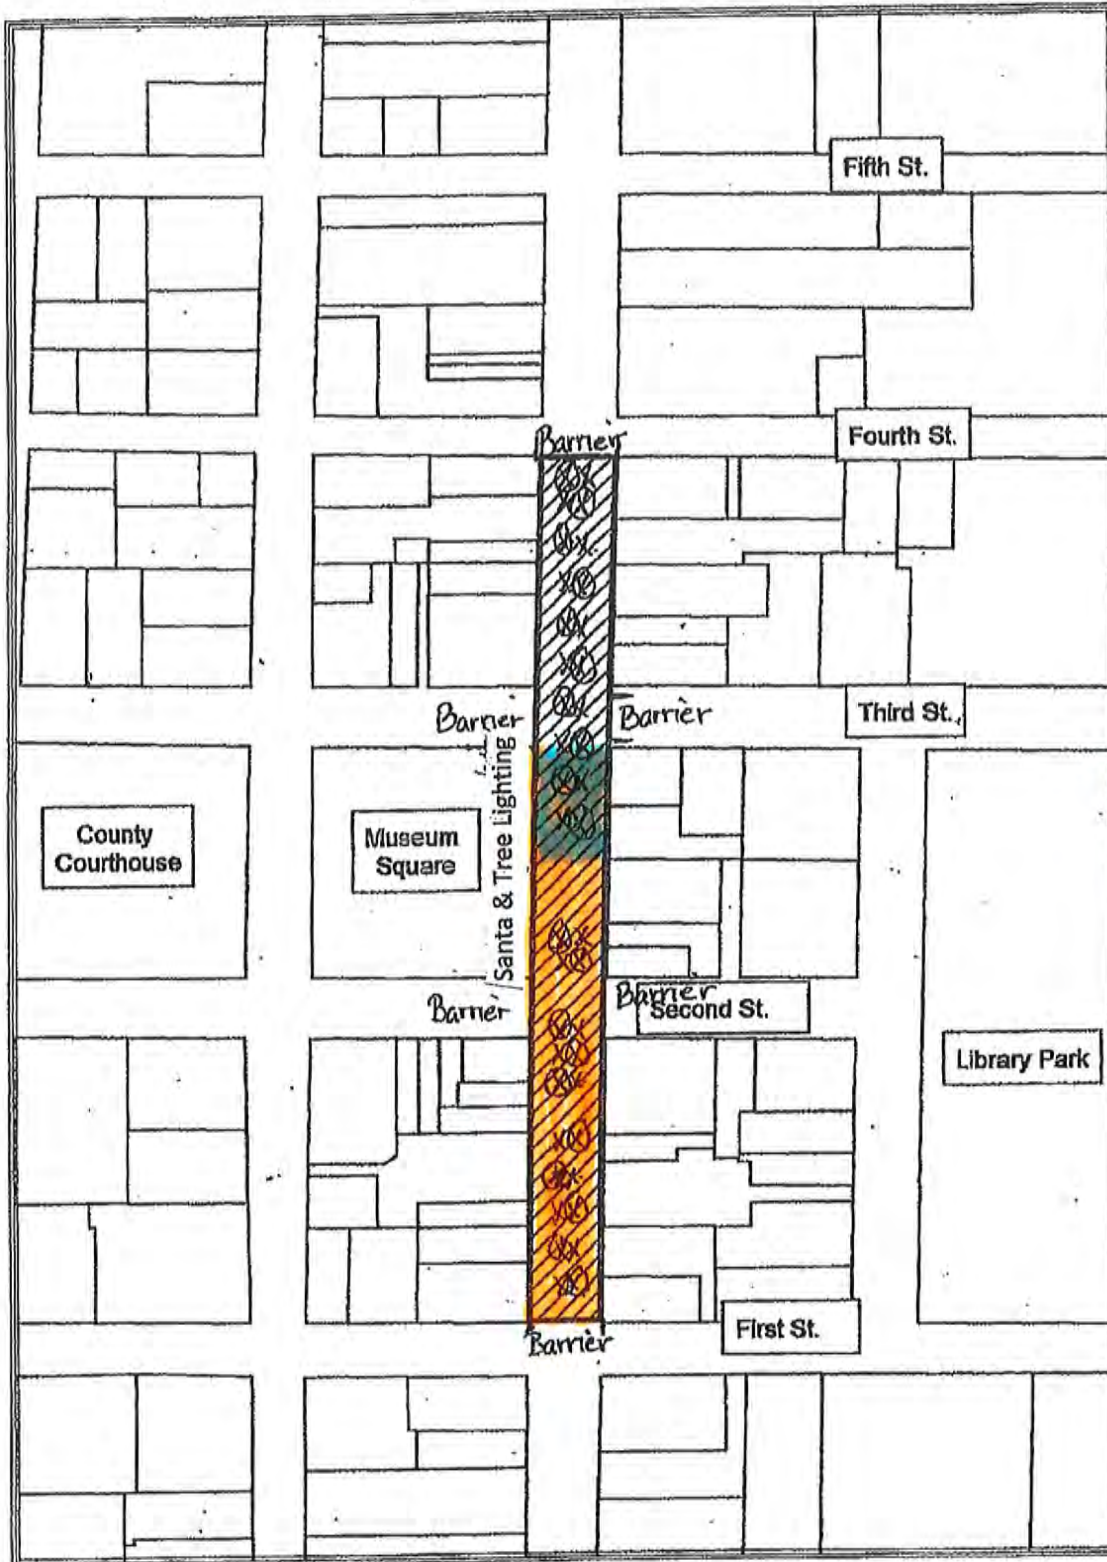 Fifth St.
Fourth St.
Barrier
Third St.
Barrier
Barrier
Santa & Tree Lighting
County
Courthouse
Museum
Square
Barrier
Barrier
Second St.
Library Park
First St.
Barrier